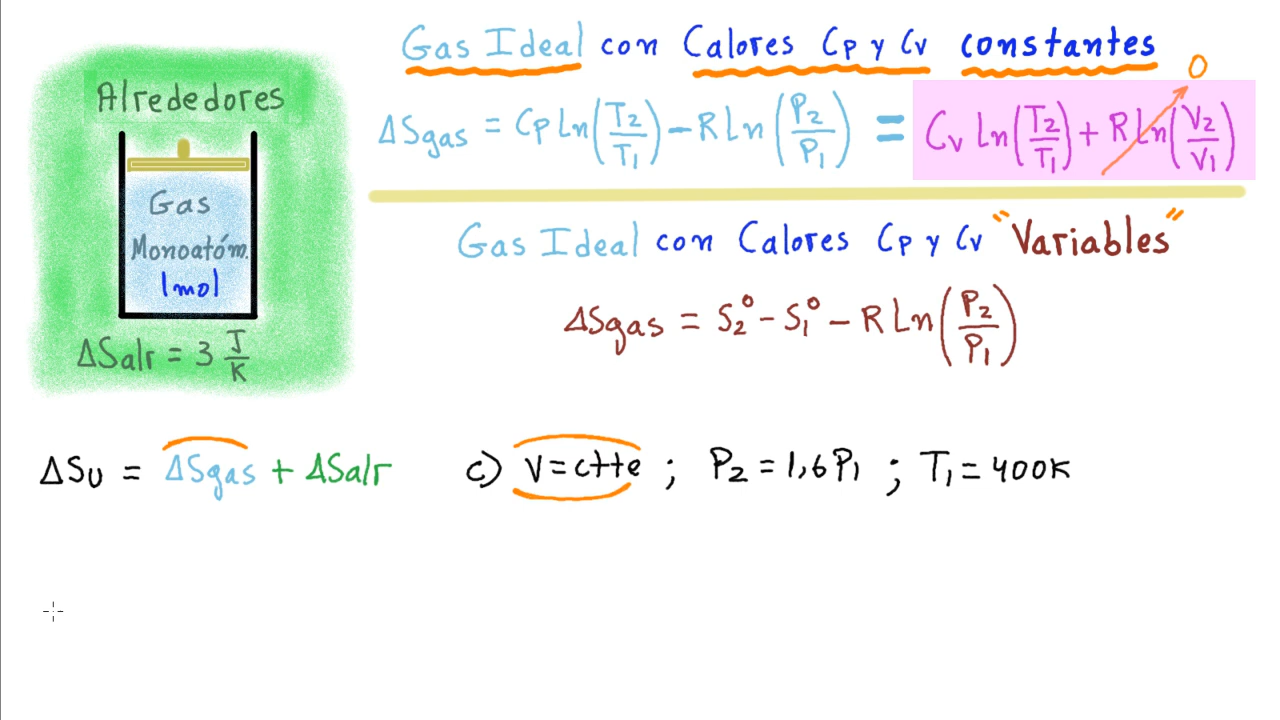 Gas Ideal con Calores Cp y Cv constantes
0
ΔSgas = Cp Ln(T2/T1) - R Ln(P2/P1) = Cv Ln(T2/T1) + R Ln(V2/V1)
Gas Ideal con Calores Cp y Cv "Variables"
ΔSgas = S2° - S1° - R Ln(P2/P1)
Alrededores
Gas
Monoatóm.
1mol
ΔSalr = 3 J/K
ΔSu = ΔSgas + ΔSalr
c) V=ctte ; P2 = 1,6P1 ; T1 = 400K